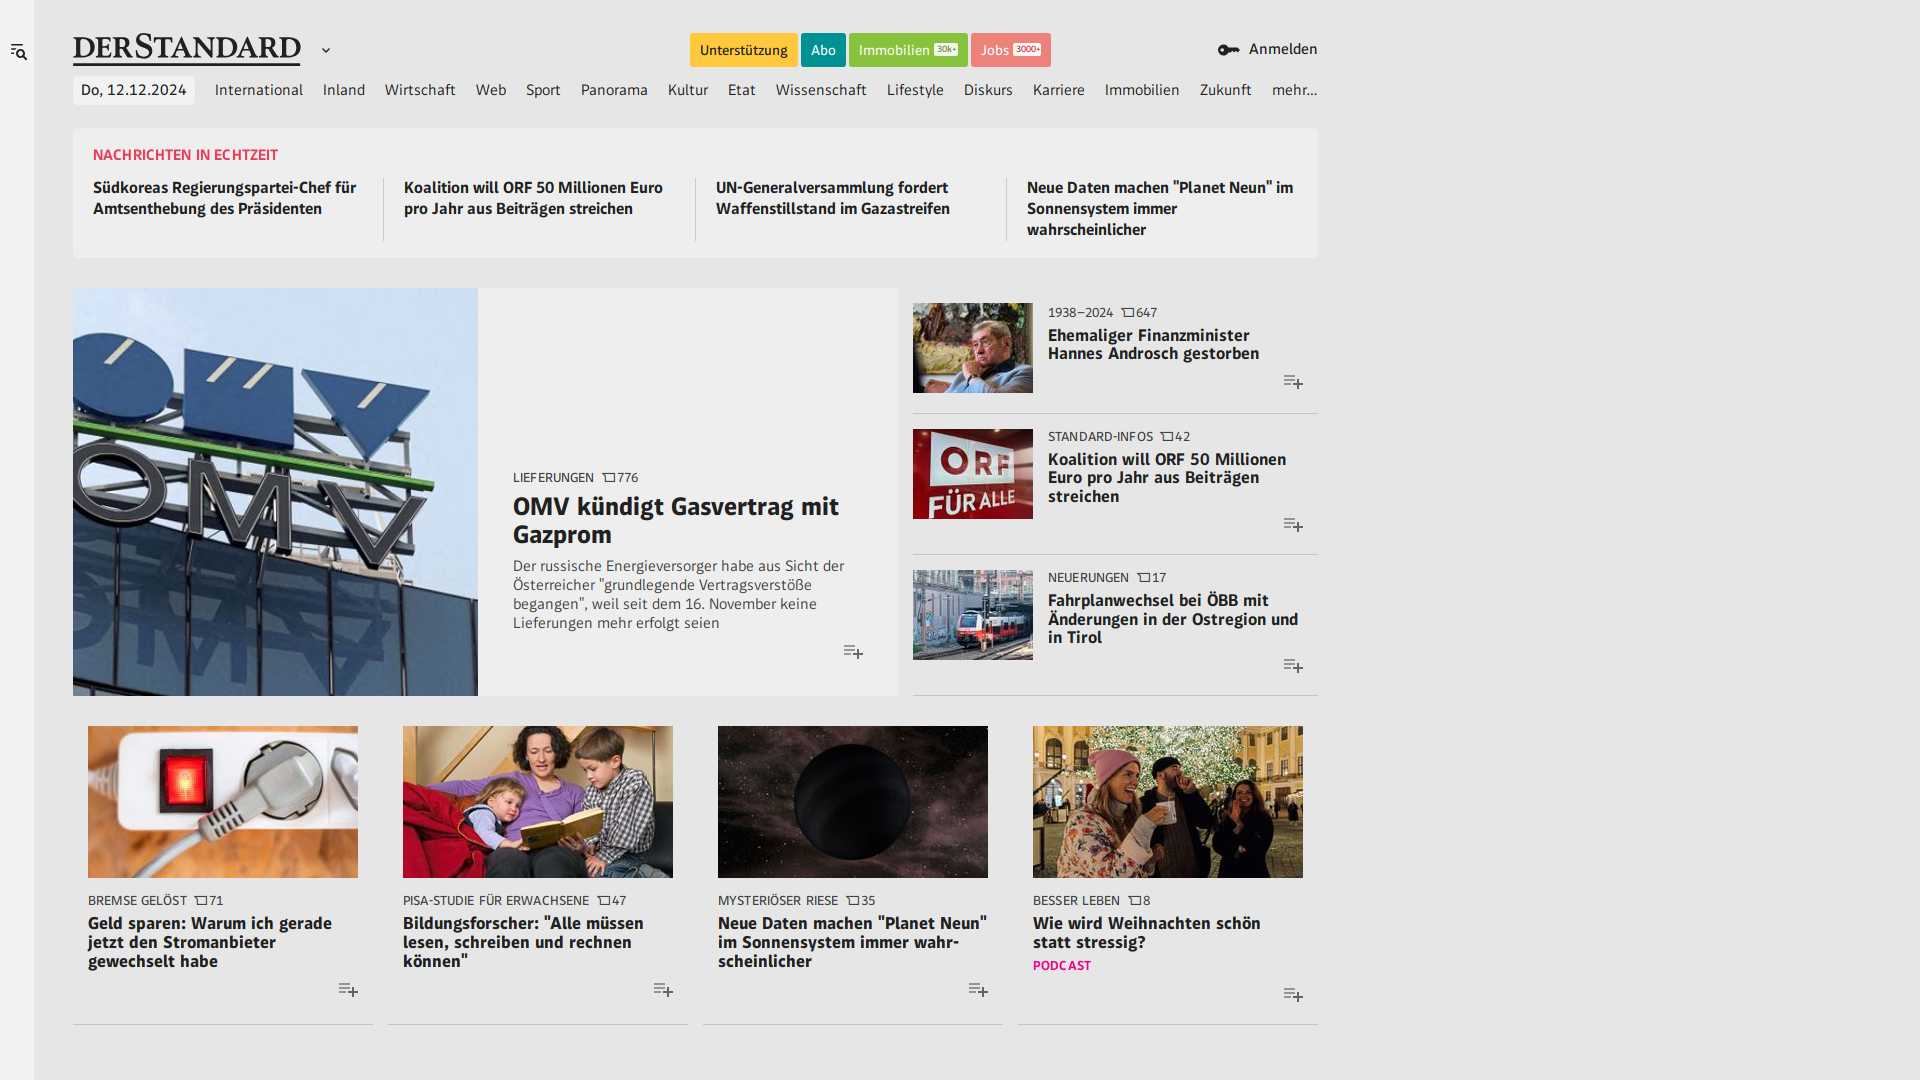 DERSTANDARD
Unterstützung
Abo
Immobilien 30k+
Jobs 3000+
Anmelden
Do, 12.12.2024
International
Inland
Wirtschaft
Web
Sport
Panorama
Kultur
Etat
Wissenschaft
Lifestyle
Diskurs
Karriere
Immobilien
Zukunft
mehr...
NACHRICHTEN IN ECHTZEIT
Südkoreas Regierungspartei-Chef für
Amtsenthebung des Präsidenten
Koalition will ORF 50 Millionen Euro
pro Jahr aus Beiträgen streichen
UN-Generalversammlung fordert
Waffenstillstand im Gazastreifen
Neue Daten machen "Planet Neun" im
Sonnensystem immer
wahrscheinlicher
OMV
LIEFERUNGEN 776
OMV kündigt Gasvertrag mit
Gazprom
Der russische Energieversorger habe aus Sicht der
Österreicher "grundlegende Vertragsverstöße
begangen", weil seit dem 16. November keine
Lieferungen mehr erfolgt seien
1938–2024 647
Ehemaliger Finanzminister
Hannes Androsch gestorben
ORF
FÜR ALLE
STANDARD-INFOS 42
Koalition will ORF 50 Millionen
Euro pro Jahr aus Beiträgen
streichen
NEUERUNGEN 17
Fahrplanwechsel bei ÖBB mit
Änderungen in der Ostregion und
in Tirol
BREMSE GELÖST 71
Geld sparen: Warum ich gerade
jetzt den Stromanbieter
gewechselt habe
PISA-STUDIE FÜR ERWACHSENE 47
Bildungsforscher: "Alle müssen
lesen, schreiben und rechnen
können"
MYSTERIÖSER RIESE 35
Neue Daten machen "Planet Neun"
im Sonnensystem immer wahr-
scheinlicher
BESSER LEBEN 8
Wie wird Weihnachten schön
statt stressig?
PODCAST